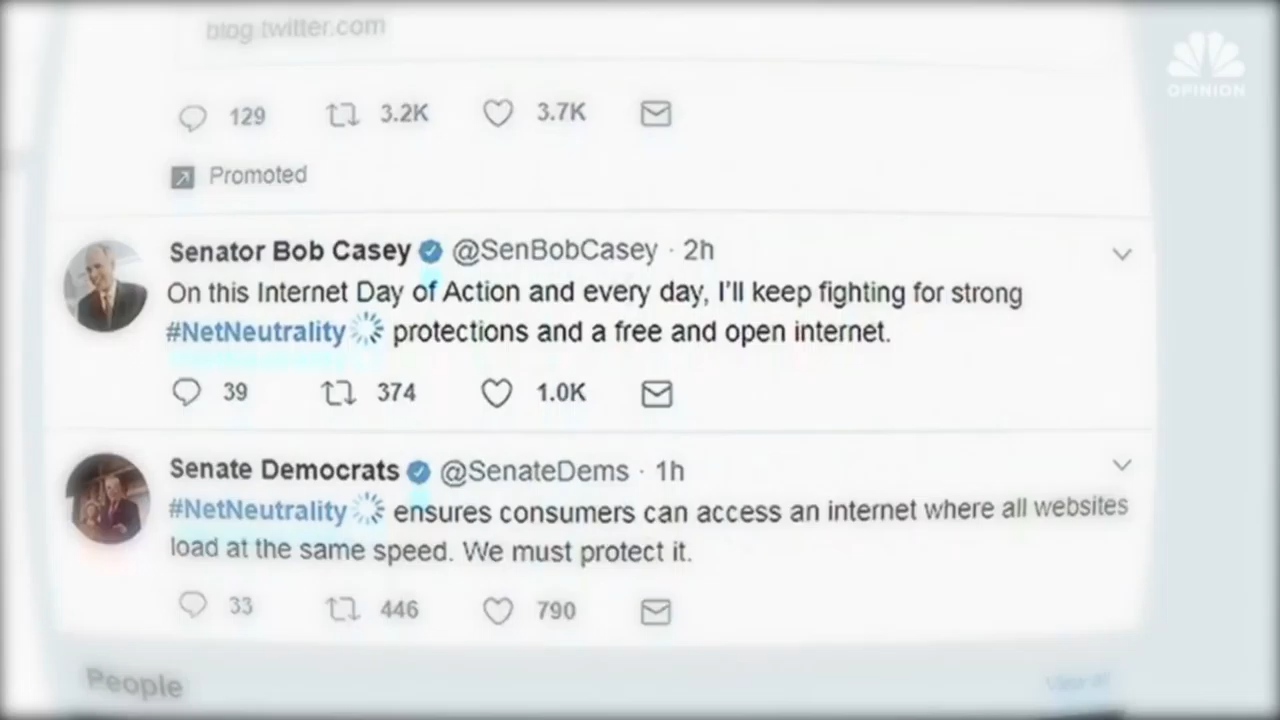 blog.twitter.com
OPINION
129 3.2K 3.7K
Promoted
Senator Bob Casey @SenBobCasey · 2h
On this Internet Day of Action and every day, I'll keep fighting for strong
#NetNeutrality protections and a free and open internet.
39 374 1.0K
Senate Democrats @SenateDems · 1h
#NetNeutrality ensures consumers can access an internet where all websites
load at the same speed. We must protect it.
33 446 790
People
View all